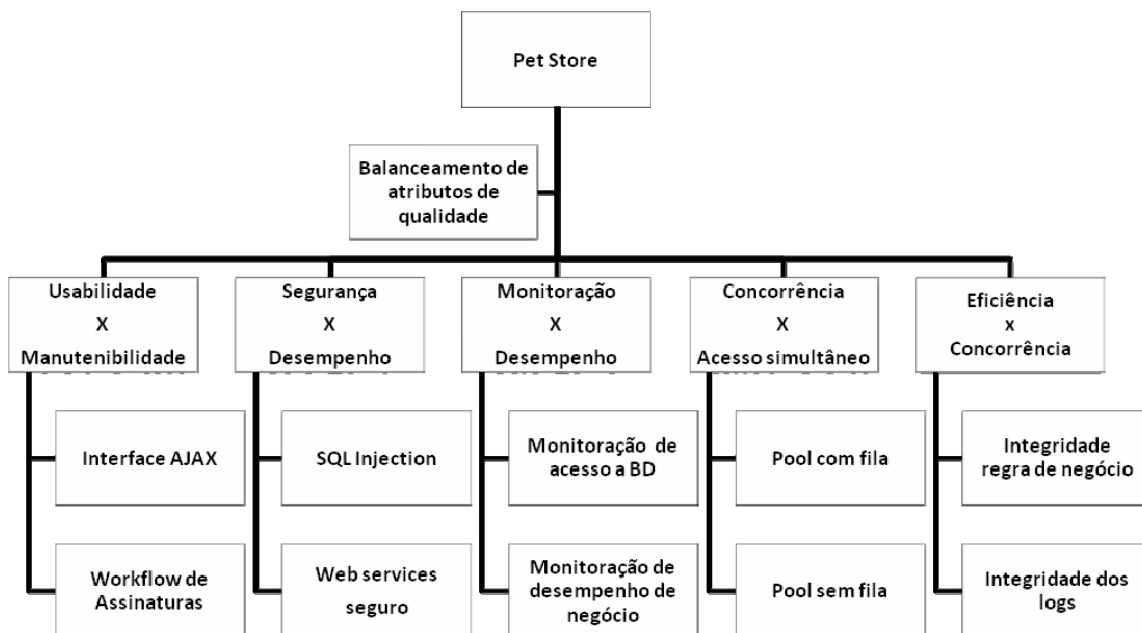 Pet Store
Balanceamento de
atributos de
qualidade
Usabilidade
X
Manutenibilidade
Segurança
X
Desempenho
Monitoração
X
Desempenho
Concorrência
X
Acesso simultâneo
Eficiência
x
Concorrência
Interface AJAX
SQL Injection
Monitoração de
acesso a BD
Pool com fila
Integridade
regra de negócio
Workflow de
Assinaturas
Web services
seguro
Monitoração de
desempenho de
negócio
Pool sem fila
Integridade dos
logs